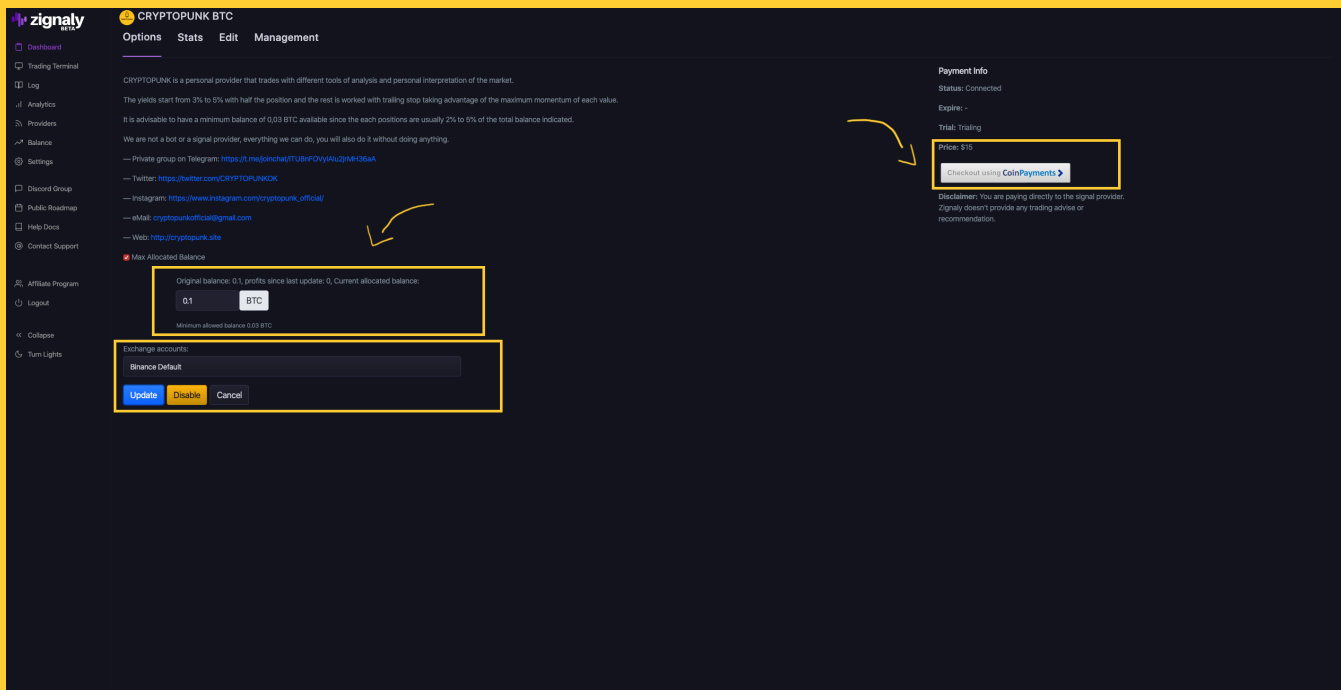 zignaly
BETA
Dashboard
Trading Terminal
Log
Analytics
Providers
Balance
Settings
Discord Group
Public Roadmap
Help Docs
Contact Support
Affiliate Program
Logout
Collapse
Turn Lights
CRYPTOPUNK BTC
Options Stats Edit Management
CRYPTOPUNK is a personal provider that trades with different tools of analysis and personal interpretation of the market.
The yields start from 3% to 5% with half the position and the rest is worked with trailing stop taking advantage of the maximum momentum of each value.
It is advisable to have a minimum balance of 0,03 BTC available since the each positions are usually 2% to 5% of the total balance indicated.
We are not a bot or a signal provider, everything we can do, you will also do it without doing anything.
— Private group on Telegram:
— Twitter: https://twitter.com/CRYPTOPUNKOK
— Instagram: https://www.instagram.com/cryptopunk_official/
— eMail: cryptopunkofficial@gmail.com
— Web: http://cryptopunk.site
Max Allocated Balance
Original balance: 0.1, profits since last update: 0, Current allocated balance:
0.1 BTC
Minimum allowed balance 0.03 BTC
Exchange accounts:
Binance Default
Update Disable Cancel
Payment Info
Status: Connected
Expire: -
Trial: Trialing
Price: $15
Checkout using CoinPayments
Disclaimer: You are paying directly to the signal provider.
Zignaly doesn't provide any trading advise or
recommendation.